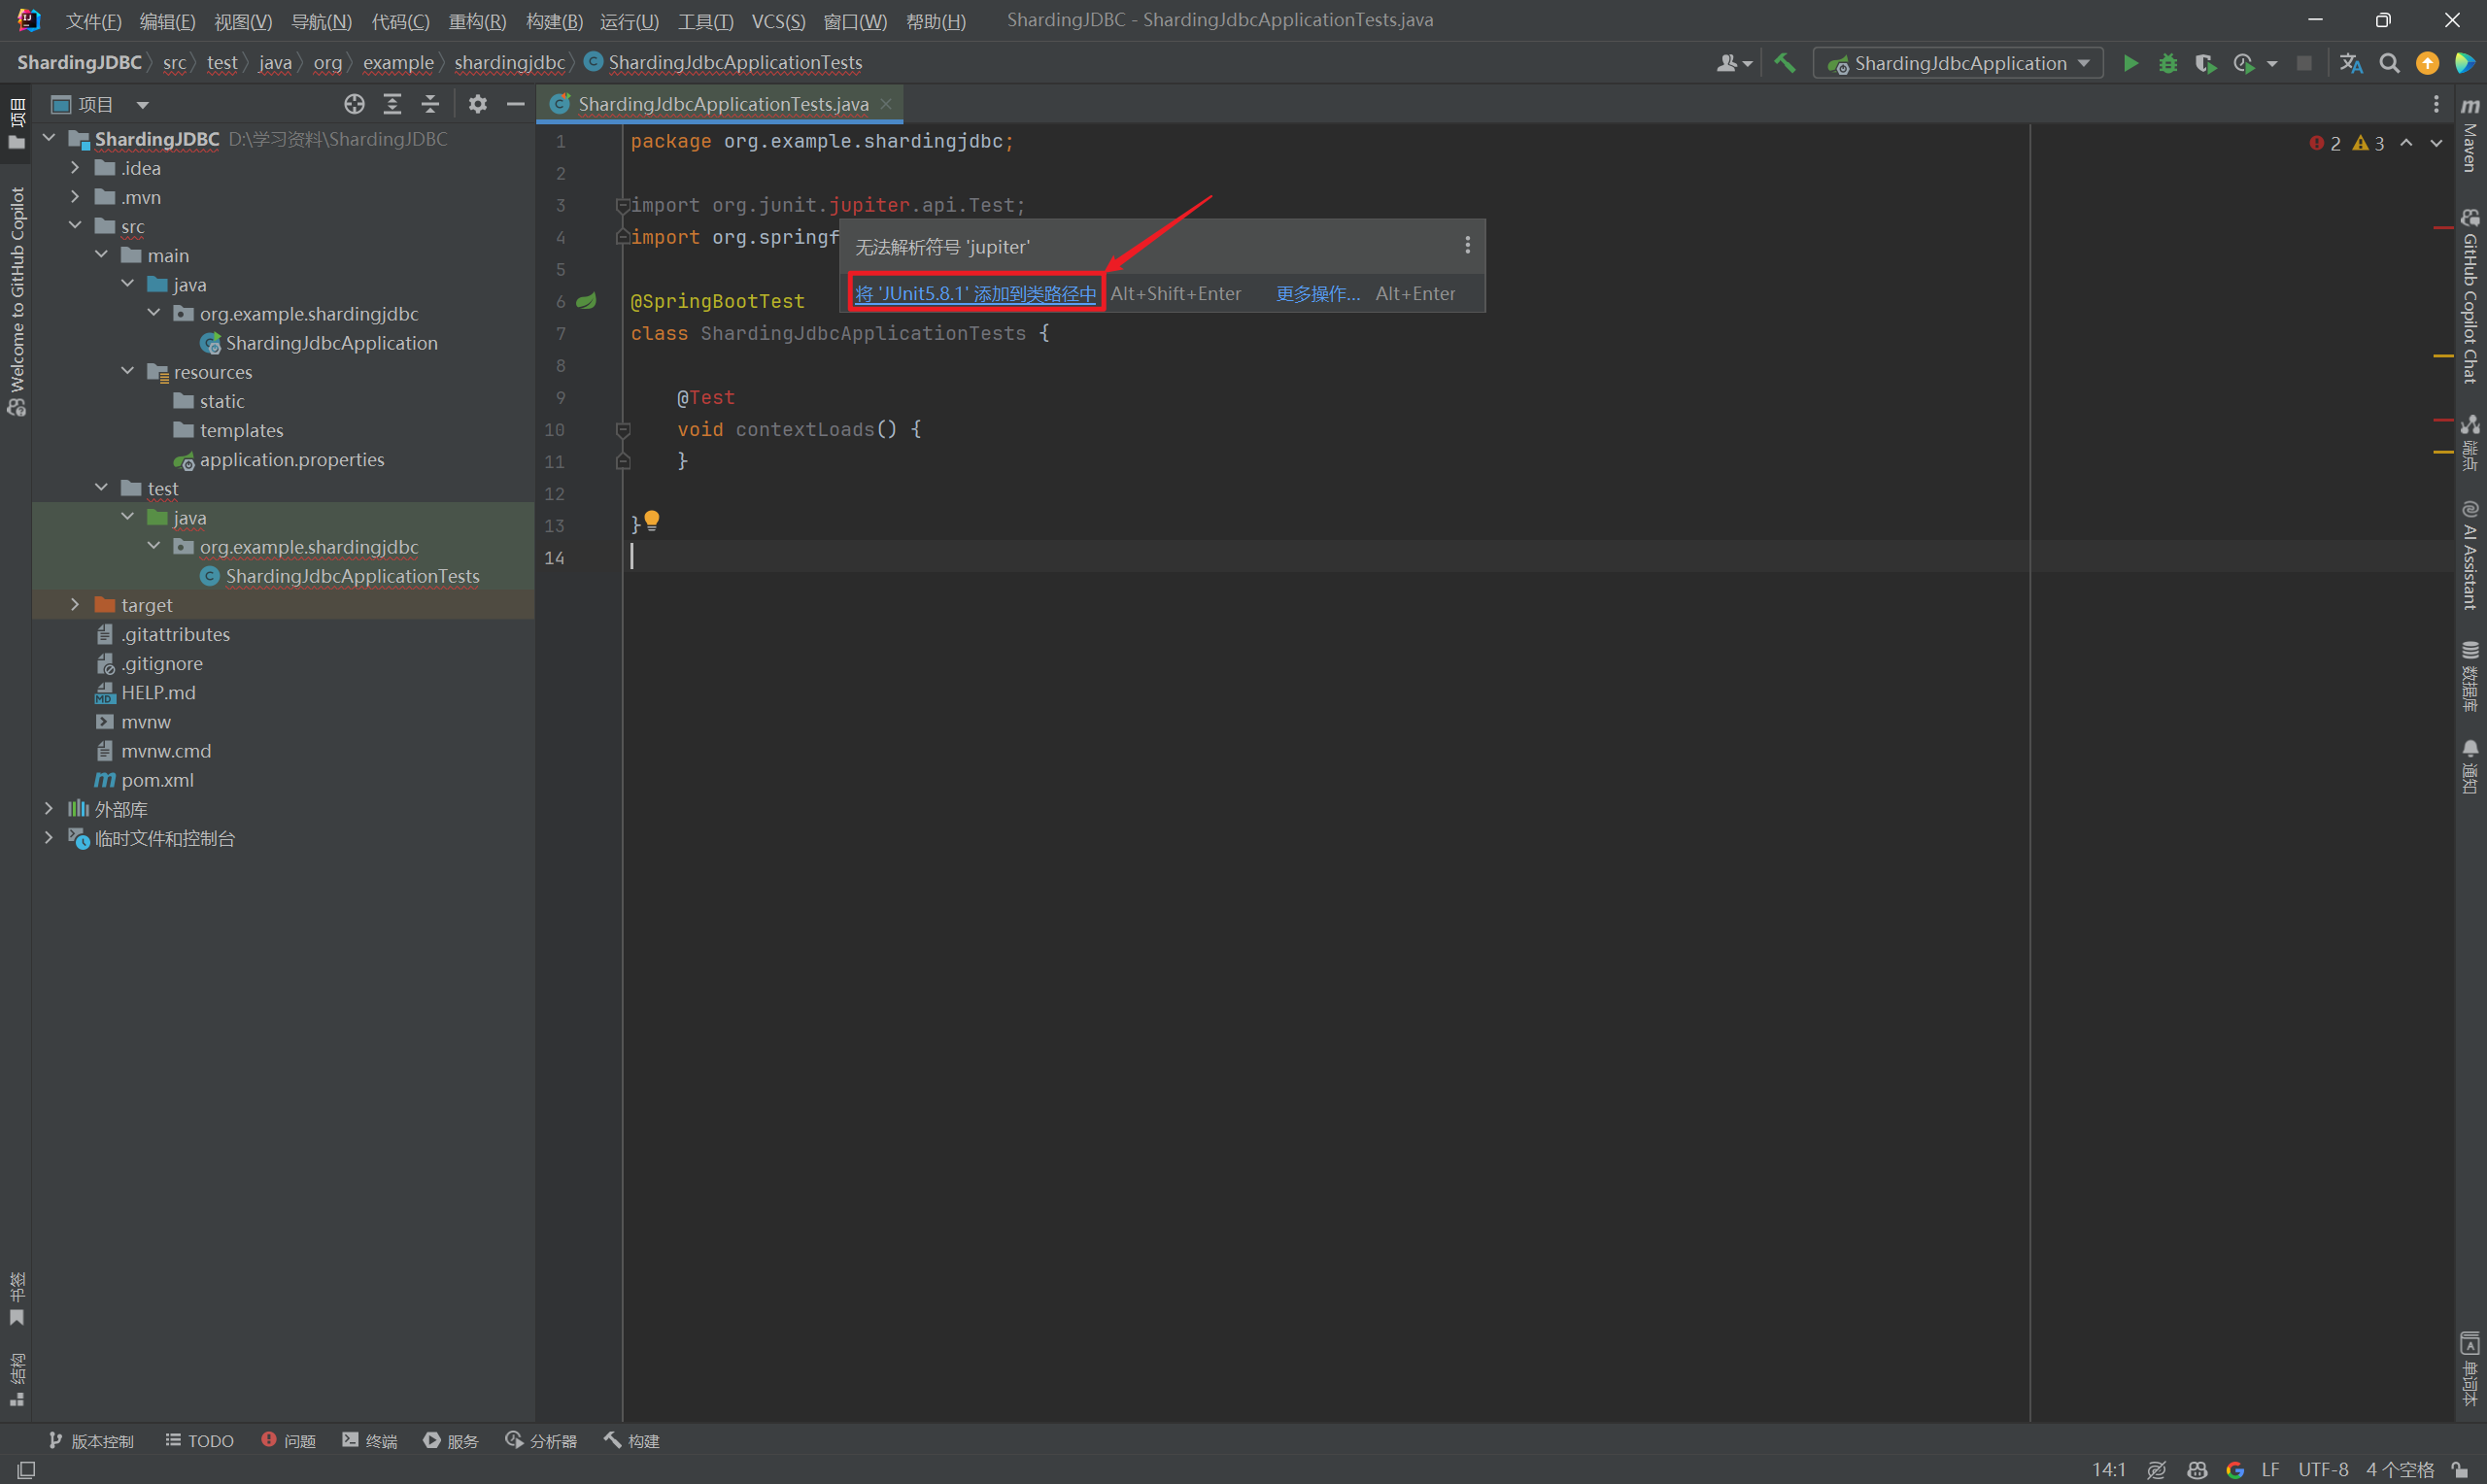 文件(F) 编辑(E) 视图(V) 导航(N) 代码(C) 重构(R) 构建(B) 运行(U) 工具(T) VCS(S) 窗口(W) 帮助(H) ShardingJDBC - ShardingJdbcApplicationTests.java
ShardingJDBC src test java org example shardingjdbc ShardingJdbcApplicationTests ShardingJdbcApplication
项目
ShardingJdbcApplicationTests.java
项目
Welcome to GitHub Copilot
书签
结构
ShardingJDBC D:\学习资料\ShardingJDBC
.idea
.mvn
src
main
java
org.example.shardingjdbc
ShardingJdbcApplication
resources
static
templates
application.properties
test
java
org.example.shardingjdbc
ShardingJdbcApplicationTests
target
.gitattributes
.gitignore
HELP.md
mvnw
mvnw.cmd
pom.xml
外部库
临时文件和控制台
1 package org.example.shardingjdbc;
2
3 import org.junit.jupiter.api.Test;
4 import org.springf
5
6 @SpringBootTest
7 class ShardingJdbcApplicationTests {
8
9 @Test
10 void contextLoads() {
11 }
12
13 }
14
2 3
无法解析符号 'jupiter'
将 'JUnit5.8.1' 添加到类路径中 Alt+Shift+Enter 更多操作... Alt+Enter
Maven
GitHub Copilot Chat
端点
AI Assistant
数据库
通知
单词本
版本控制 TODO 问题 终端 服务 分析器 构建
14:1 LF UTF-8 4 个空格